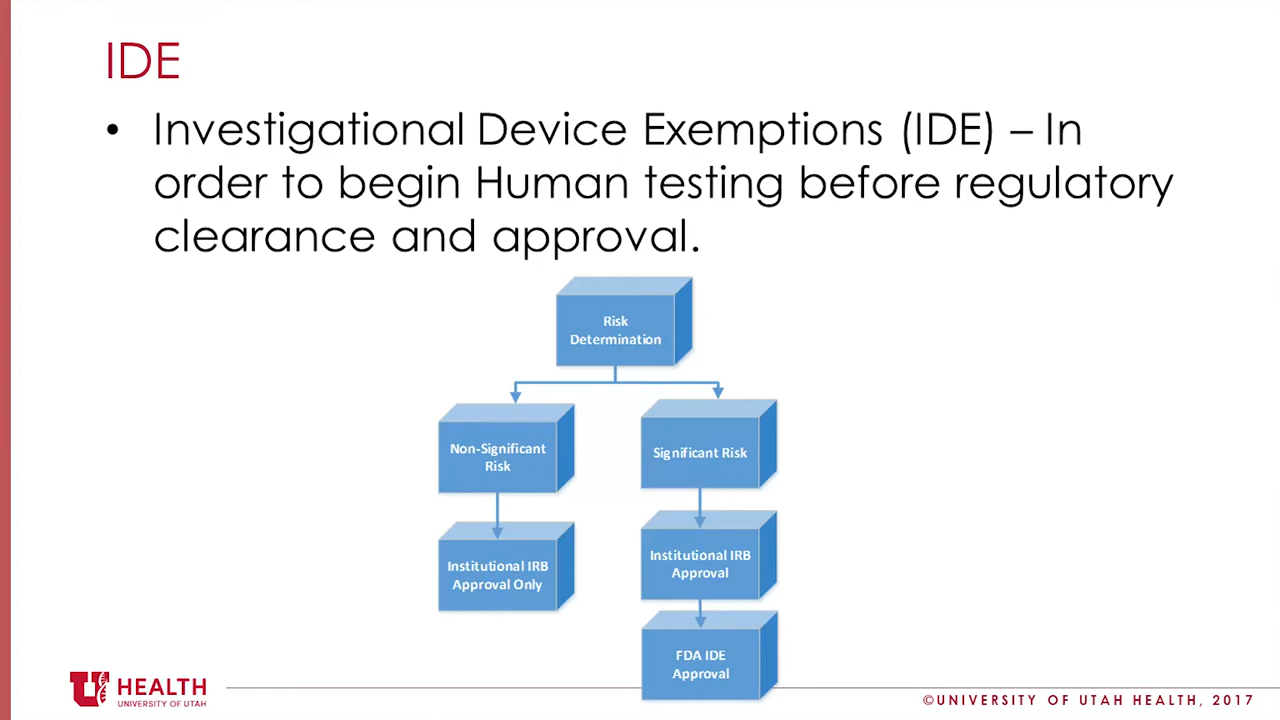 IDE
• Investigational Device Exemptions (IDE) – In
order to begin Human testing before regulatory
clearance and approval.
Risk
Determination
Non-Significant
Risk
Significant Risk
Institutional IRB
Approval Only
Institutional IRB
Approval
FDA IDE
Approval
U HEALTH
UNIVERSITY OF UTAH
©UNIVERSITY OF UTAH HEALTH, 2017